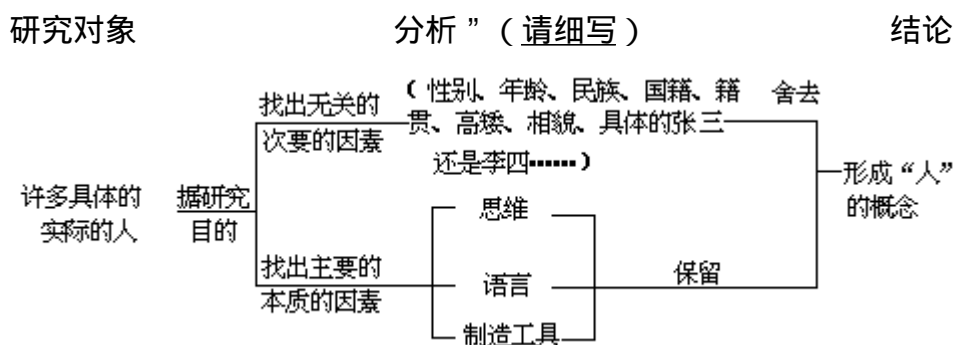 研究对象 分析”(请细写) 结论
找出无关的
次要的因素
(性别、年龄、民族、国籍、籍
贯、高矮、相貌、具体的张三
还是李四……)
舍去
许多具体的
实际的人
据研究
目的
形成“人”
的概念
找出主要的
本质的因素
思维
语言
制造工具
保留